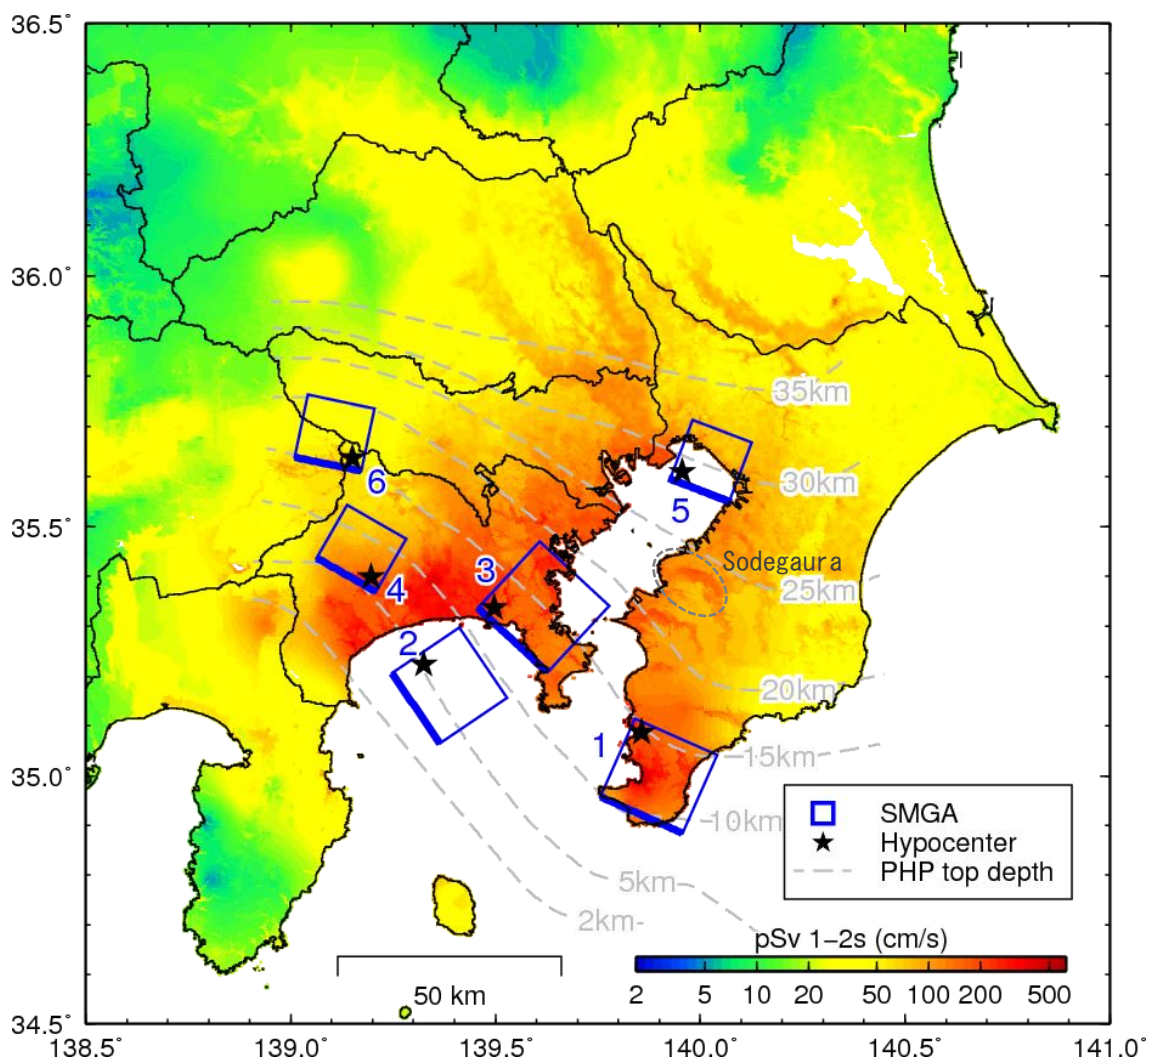 36.5°
36.0°
35.5°
35.0°
34.5°
138.5°
139.0°
139.5°
140.0°
140.5°
141.0°
35km
30km
6
5
Sodegaura
3
25km
4
2
20km
1
15km
10km
5km
2km
SMGA
Hypocenter
PHP top depth
50 km
pSv 1−2s (cm/s)
2 5 10 20 50 100 200 500